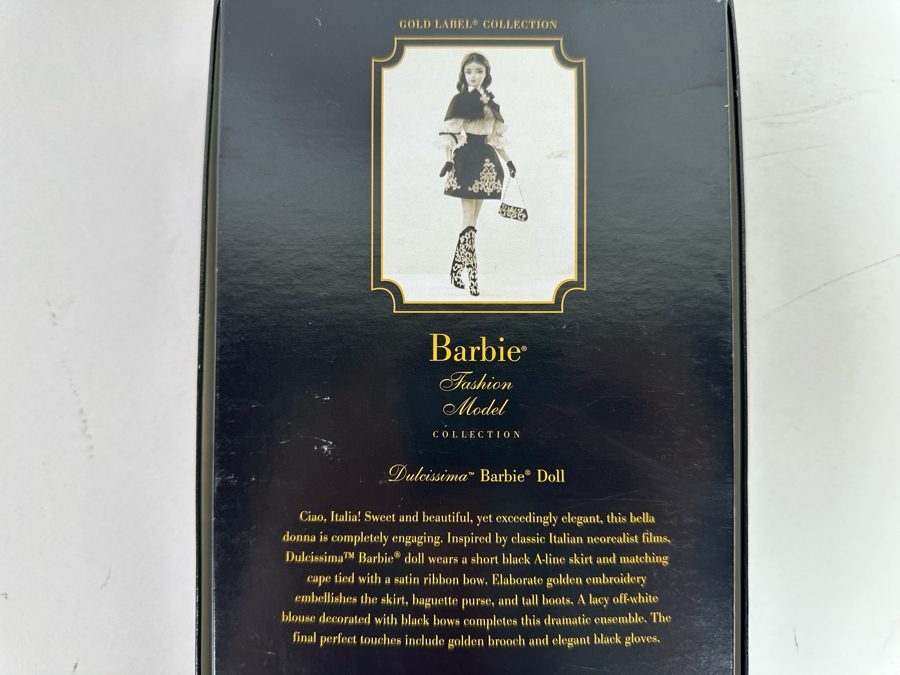 GOLD LABEL® COLLECTION
Barbie®
Fashion
Model
COLLECTION
Dulcissima™ Barbie® Doll
Ciao, Italia! Sweet and beautiful, yet exceedingly elegant, this bella
donna is completely engaging. Inspired by classic Italian neorealist films,
Dulcissima™ Barbie® doll wears a short black A-line skirt and matching
cape tied with a satin ribbon bow. Elaborate golden embroidery
embellishes the skirt, baguette purse, and tall boots. A lacy off-white
blouse decorated with black bows completes this dramatic ensemble. The
final perfect touches include golden brooch and elegant black gloves.